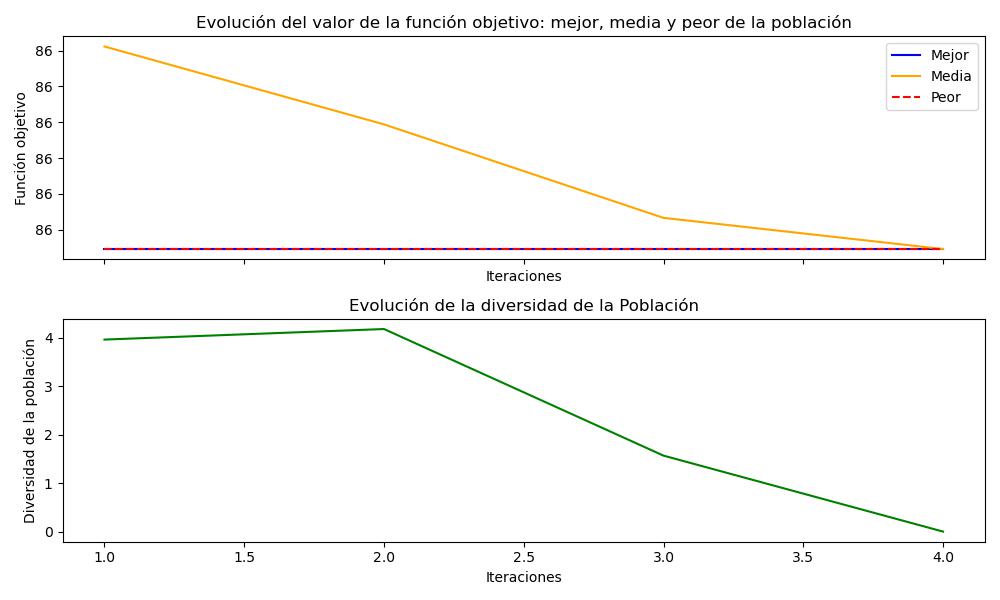 Evolución del valor de la función objetivo: mejor, media y peor de la población
Función objetivo
86
86
86
86
86
86
Mejor
Media
Peor
Iteraciones
Evolución de la diversidad de la Población
Diversidad de la población
4
3
2
1
0
1.0 1.5 2.0 2.5 3.0 3.5 4.0
Iteraciones